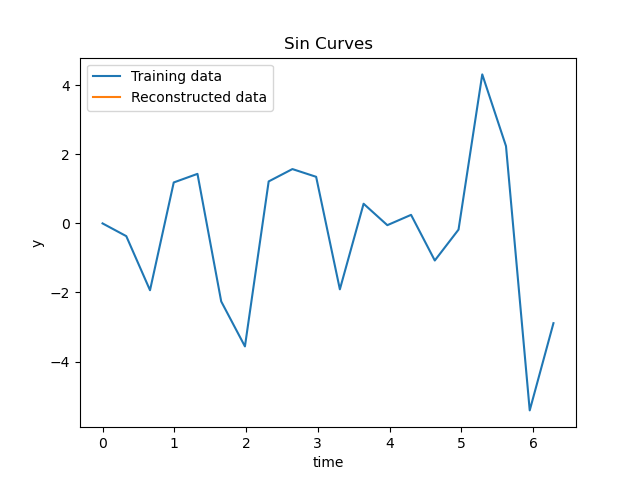 Sin Curves
Training data
Reconstructed data
4
2
0
−2
−4
y
0 1 2 3 4 5 6
time